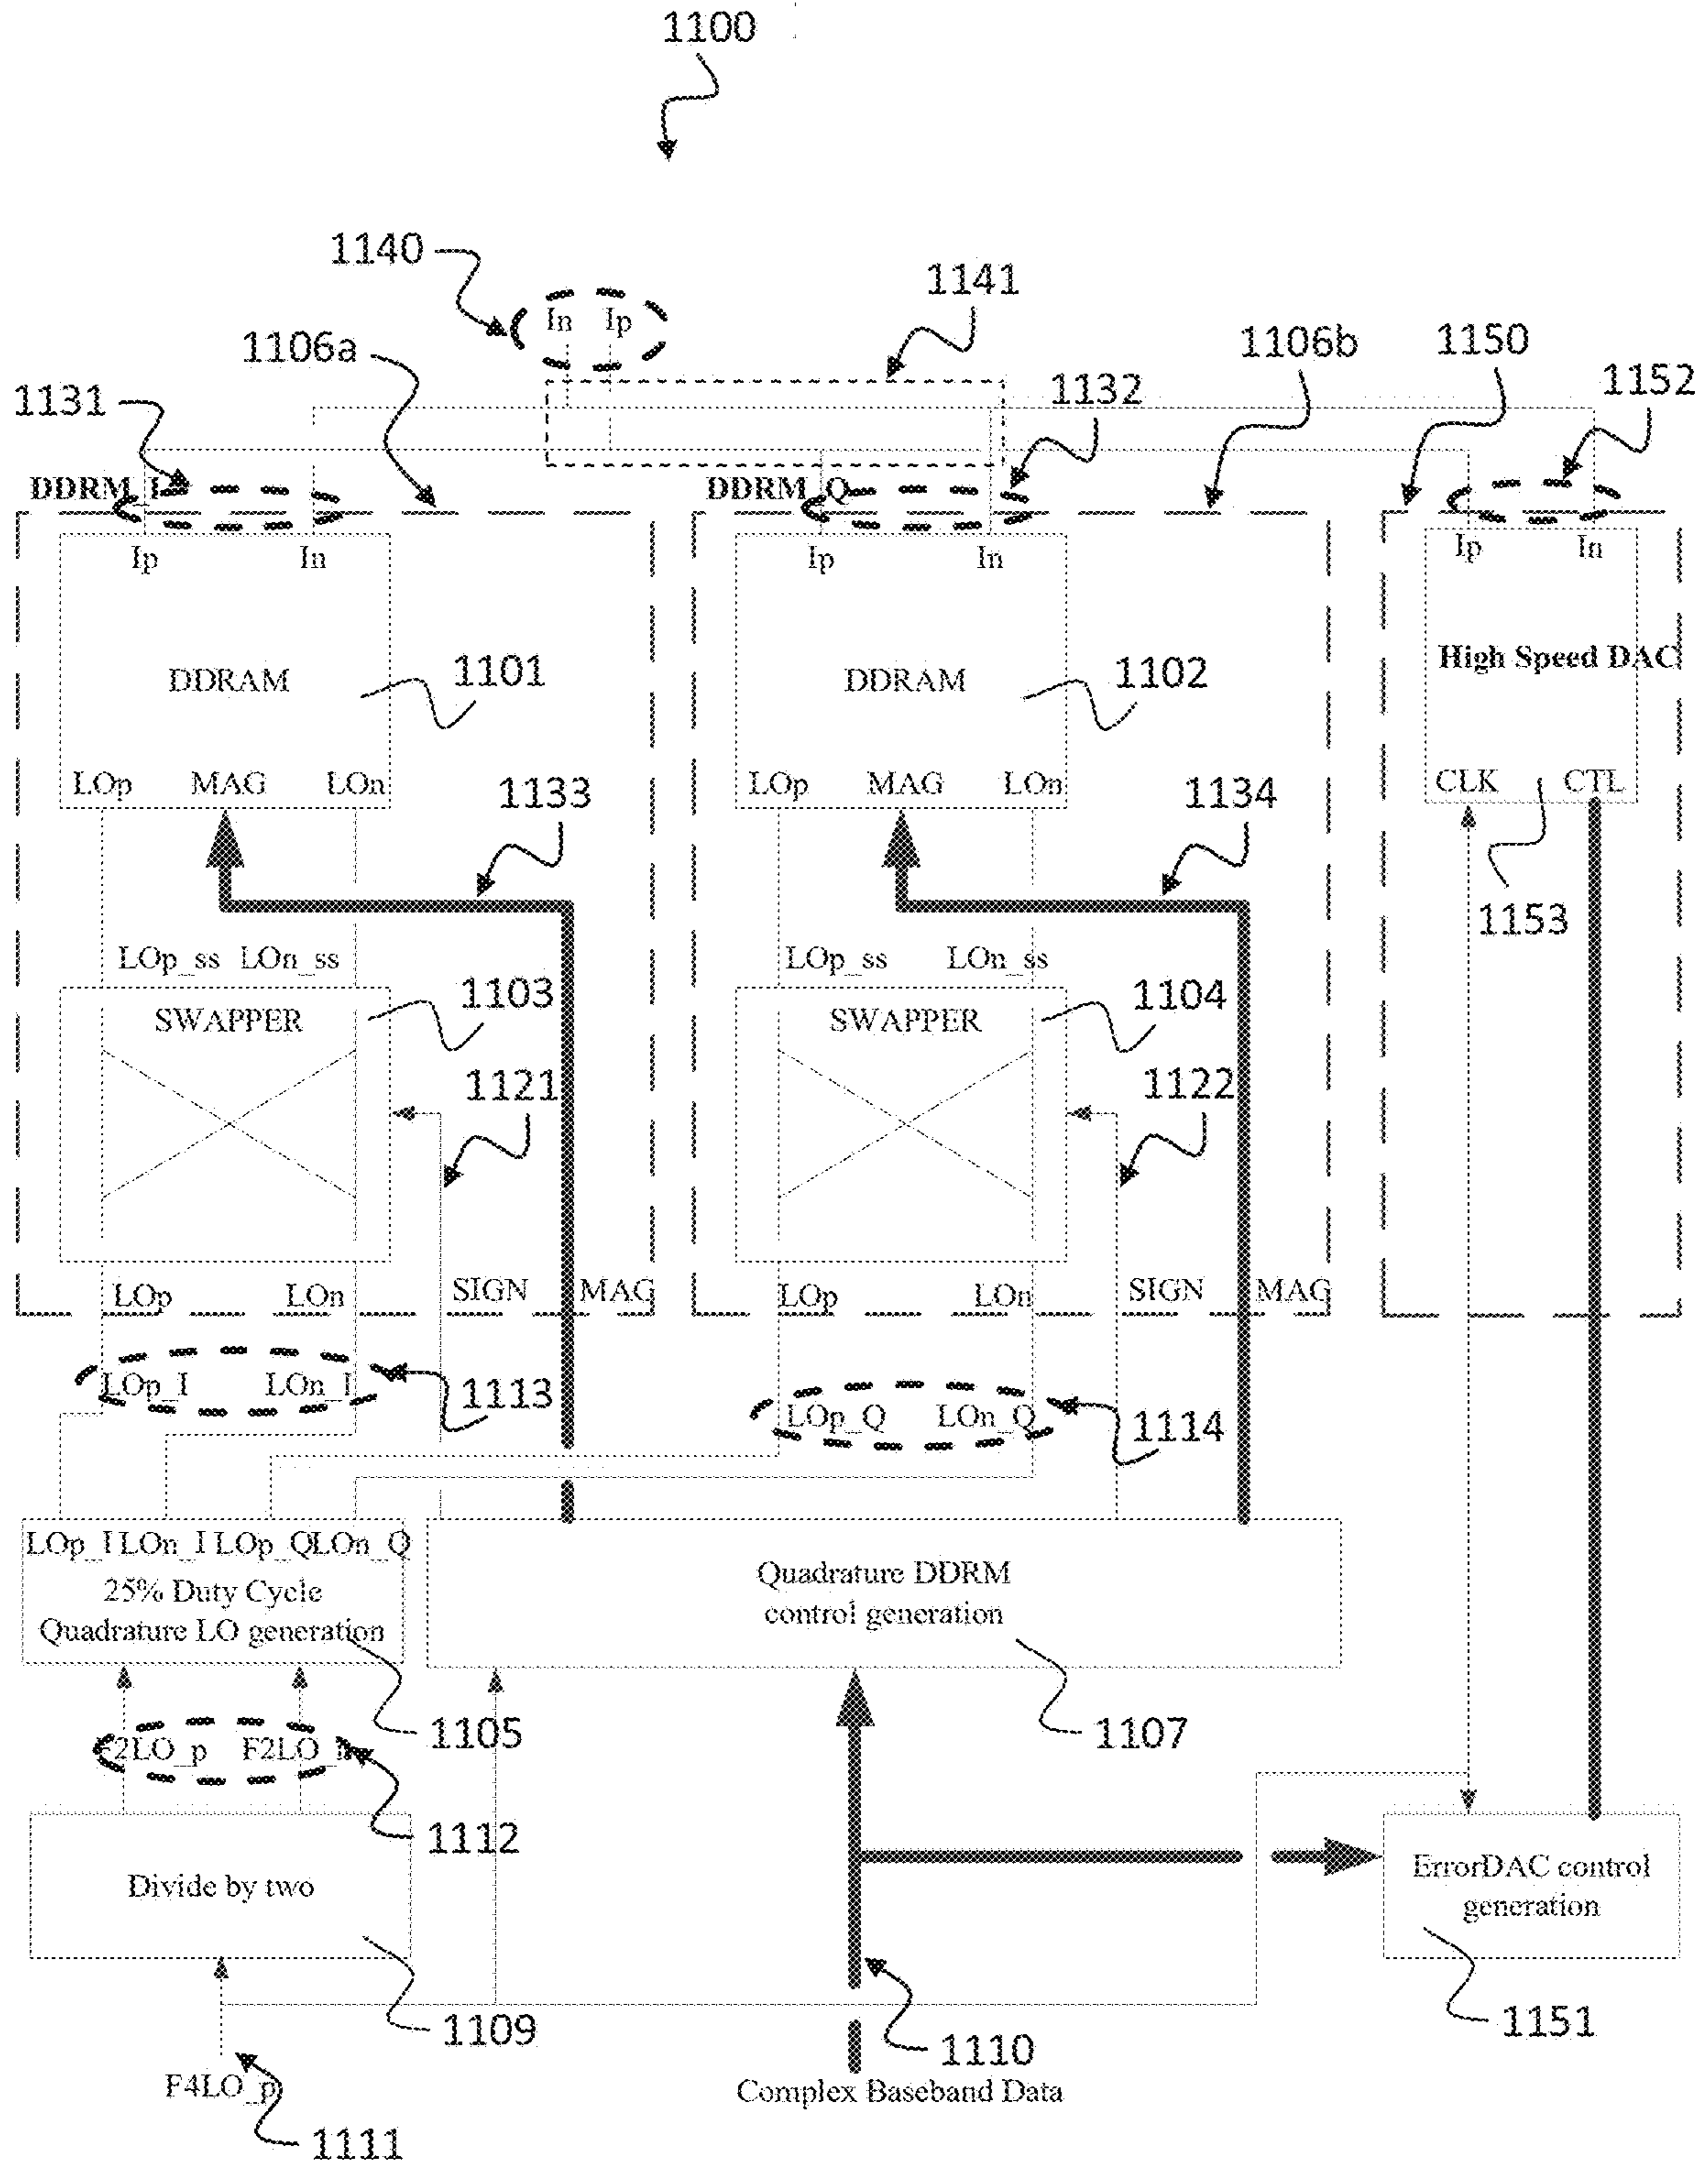 1100
1140
In Ip
1141
1106a
1106b
1150
1152
1131
1132
DDRM_I
DDRM_Q
Ip In
Ip In
Ip In
DDRAM
1101
DDRAM
1102
High Speed DAC
LOp MAG LOn
1133
LOp MAG LOn
1134
CLK CTL
1153
LOp_ss LOn_ss
LOp_ss LOn_ss
SWAPPER
1103
SWAPPER
1104
1121
1122
LOp LOn SIGN MAG
LOp LOn SIGN MAG
LOp_I LOn_I
1113
LOp_Q LOn_Q
1114
LOp_I LOn_I LOp_Q LOn_Q
25% Duty Cycle
Quadrature LO generation
Quadrature DDRM
control generation
1105
1107
F2LO_p F2LO_n
1112
Divide by two
ErrorDAC control
generation
1109
1110
1151
F4LO_p
Complex Baseband Data
1111